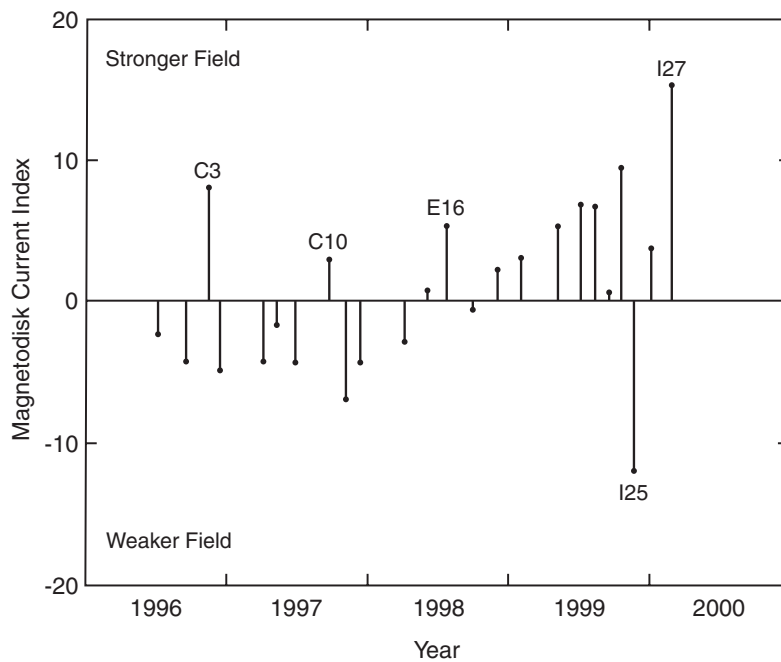 20
Stronger Field
I27
10
C3
E16
C10
0
Magnetodisk Current Index
-10
I25
Weaker Field
-20
1996 1997 1998 1999 2000
Year